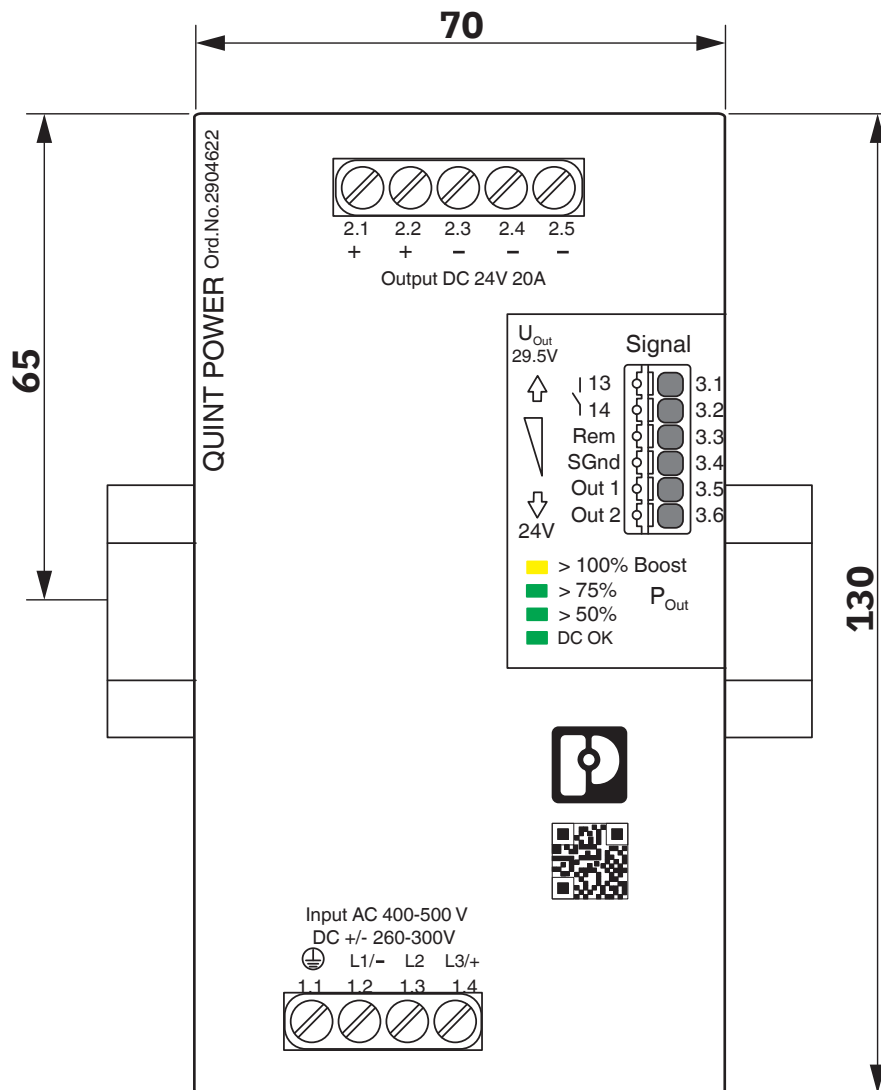 70
65
130
QUINT POWER Ord.No.2904622
2.1 2.2 2.3 2.4 2.5
+ + – – –
Output DC 24V 20A
UOut
29.5V
24V
Signal
13 3.1
14 3.2
Rem 3.3
SGnd 3.4
Out 1 3.5
Out 2 3.6
> 100% Boost
> 75%
> 50%
DC OK
POut
Input AC 400-500 V
DC +/- 260-300V
L1/– L2 L3/+
1.1 1.2 1.3 1.4